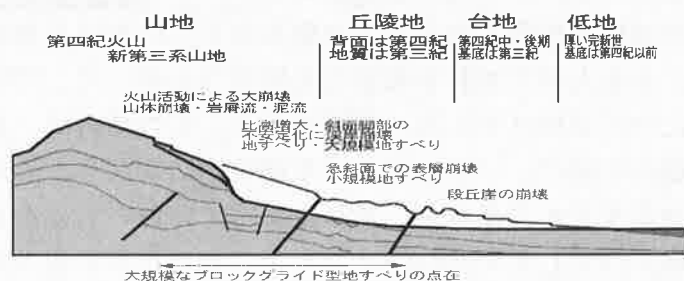 山地
丘陵地
台地
低地
第四紀火山
新第三系山地
背面は第四紀
地質は第三紀
第四紀中・後期
基底は第三紀
厚い完新世
基底は第四紀以前
火山活動による大崩壊
山体崩壊・岩屑流・泥流
比高増大・斜面脚部の
不安定化に
崩壊
地すべり・大規模地すべり
急斜面での表層崩壊
小規模地すべり
段丘崖の崩壊
大規模なブロックグライド型地すべりの点在